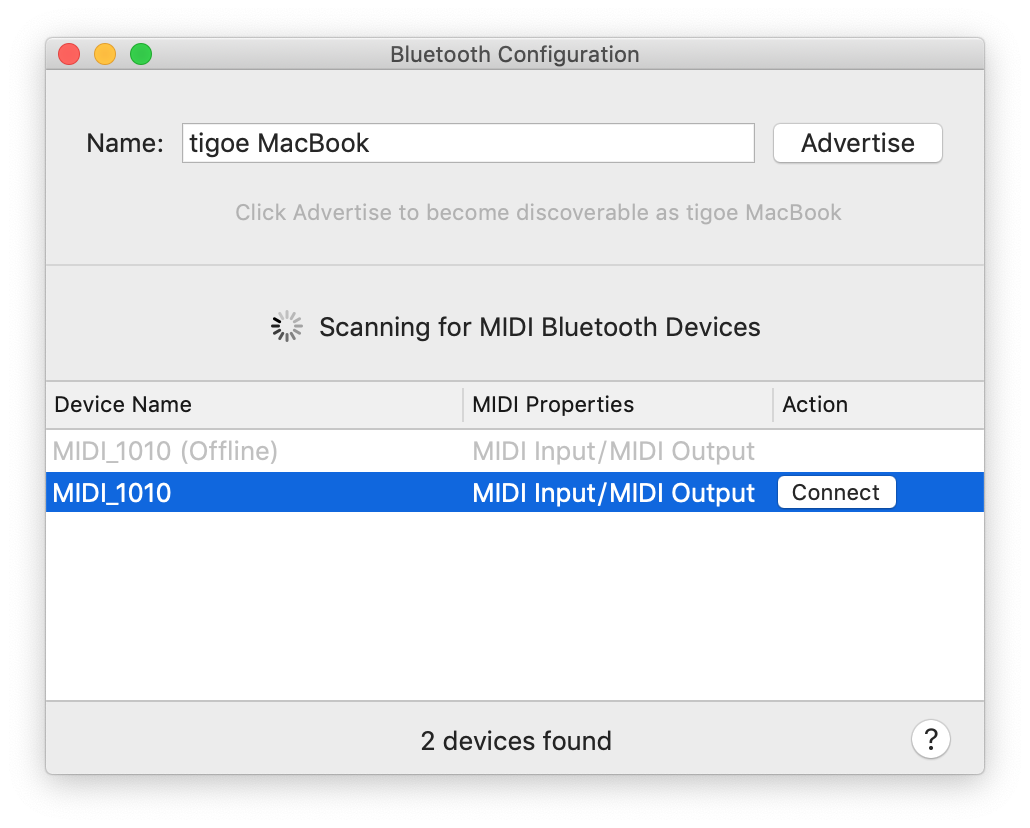 Bluetooth Configuration
Name: tigoe MacBook Advertise
Click Advertise to become discoverable as tigoe MacBook
Scanning for MIDI Bluetooth Devices
Device Name MIDI Properties Action
MIDI_1010 (Offline) MIDI Input/MIDI Output
MIDI_1010 MIDI Input/MIDI Output Connect
2 devices found ?